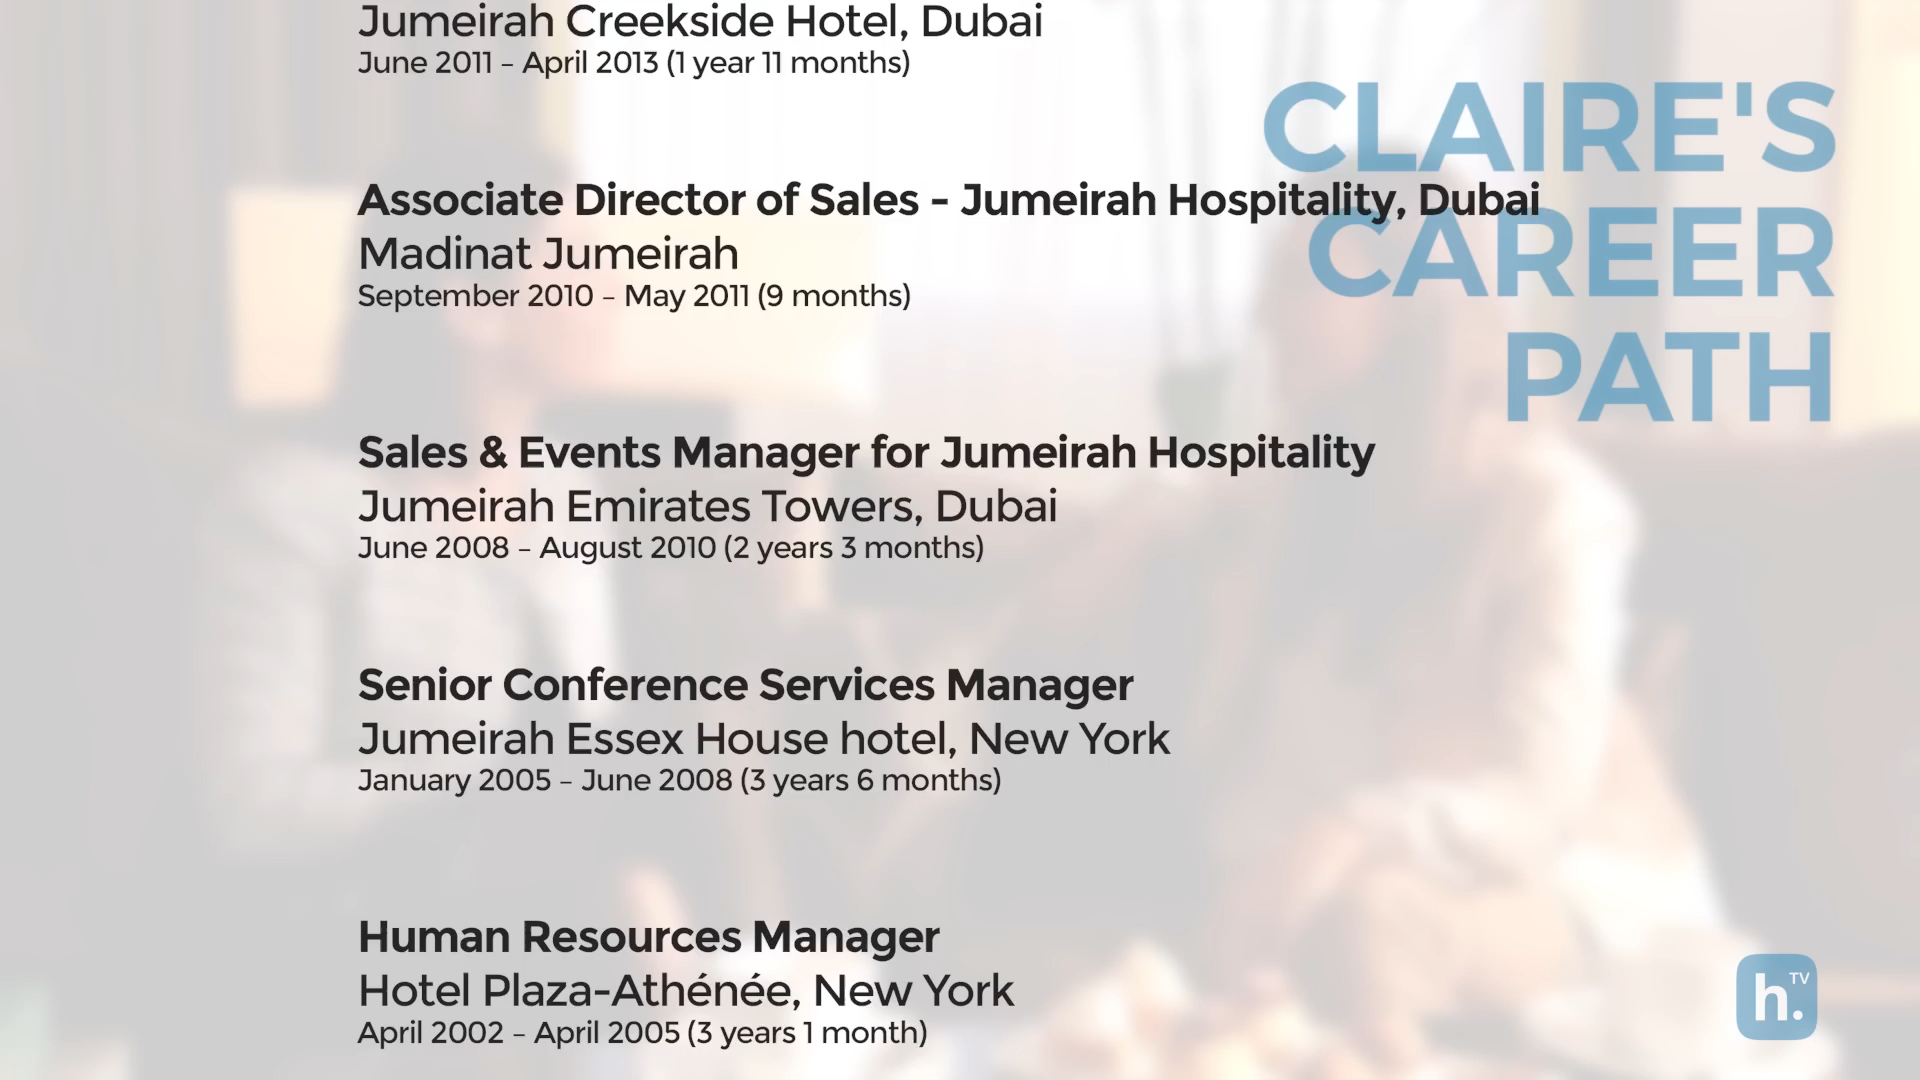 Jumeirah Creekside Hotel, Dubai
June 2011 – April 2013 (1 year 11 months)
CLAIRE'S
CAREER
PATH
Associate Director of Sales - Jumeirah Hospitality, Dubai
Madinat Jumeirah
September 2010 – May 2011 (9 months)
Sales & Events Manager for Jumeirah Hospitality
Jumeirah Emirates Towers, Dubai
June 2008 – August 2010 (2 years 3 months)
Senior Conference Services Manager
Jumeirah Essex House hotel, New York
January 2005 – June 2008 (3 years 6 months)
Human Resources Manager
Hotel Plaza-Athénée, New York
April 2002 – April 2005 (3 years 1 month)
h. TV